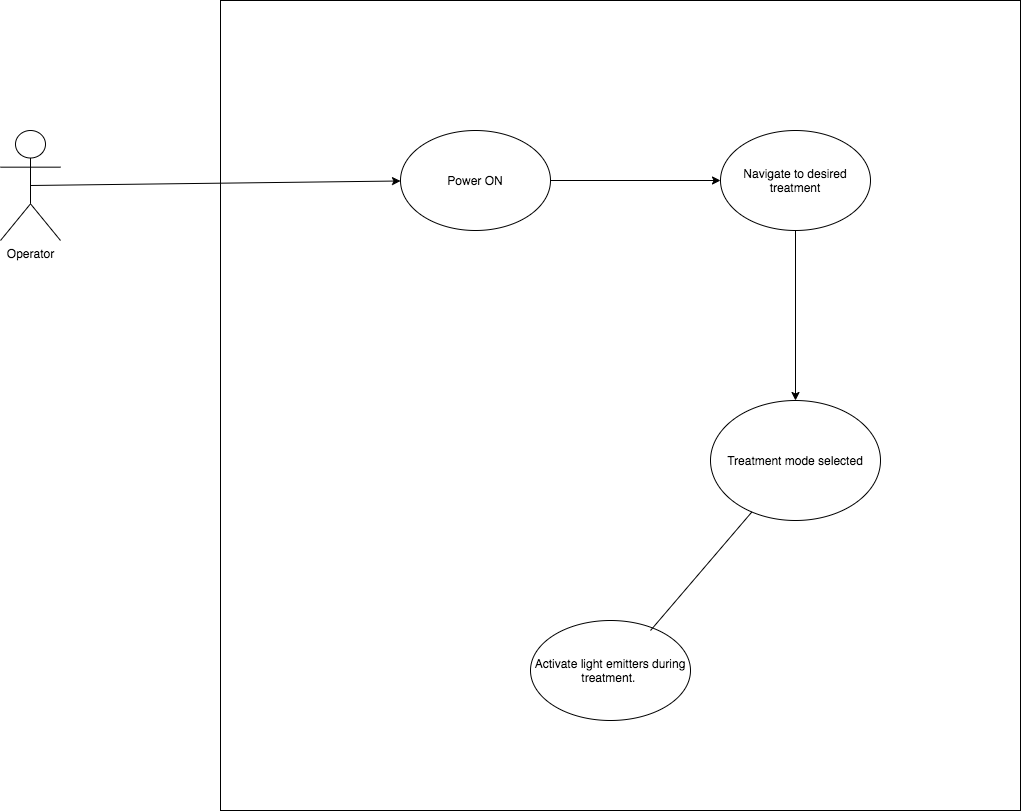 Power ON
Navigate to desired
treatment
Operator
Treatment mode selected
Activate light emitters during
treatment.